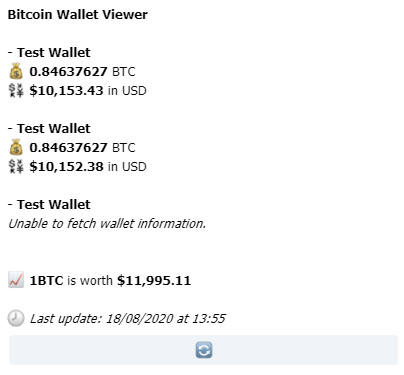 Bitcoin Wallet Viewer
- Test Wallet
0.84637627 BTC
$10,153.43 in USD
- Test Wallet
0.84637627 BTC
$10,152.38 in USD
- Test Wallet
Unable to fetch wallet information.
1BTC is worth $11,995.11
Last update: 18/08/2020 at 13:55